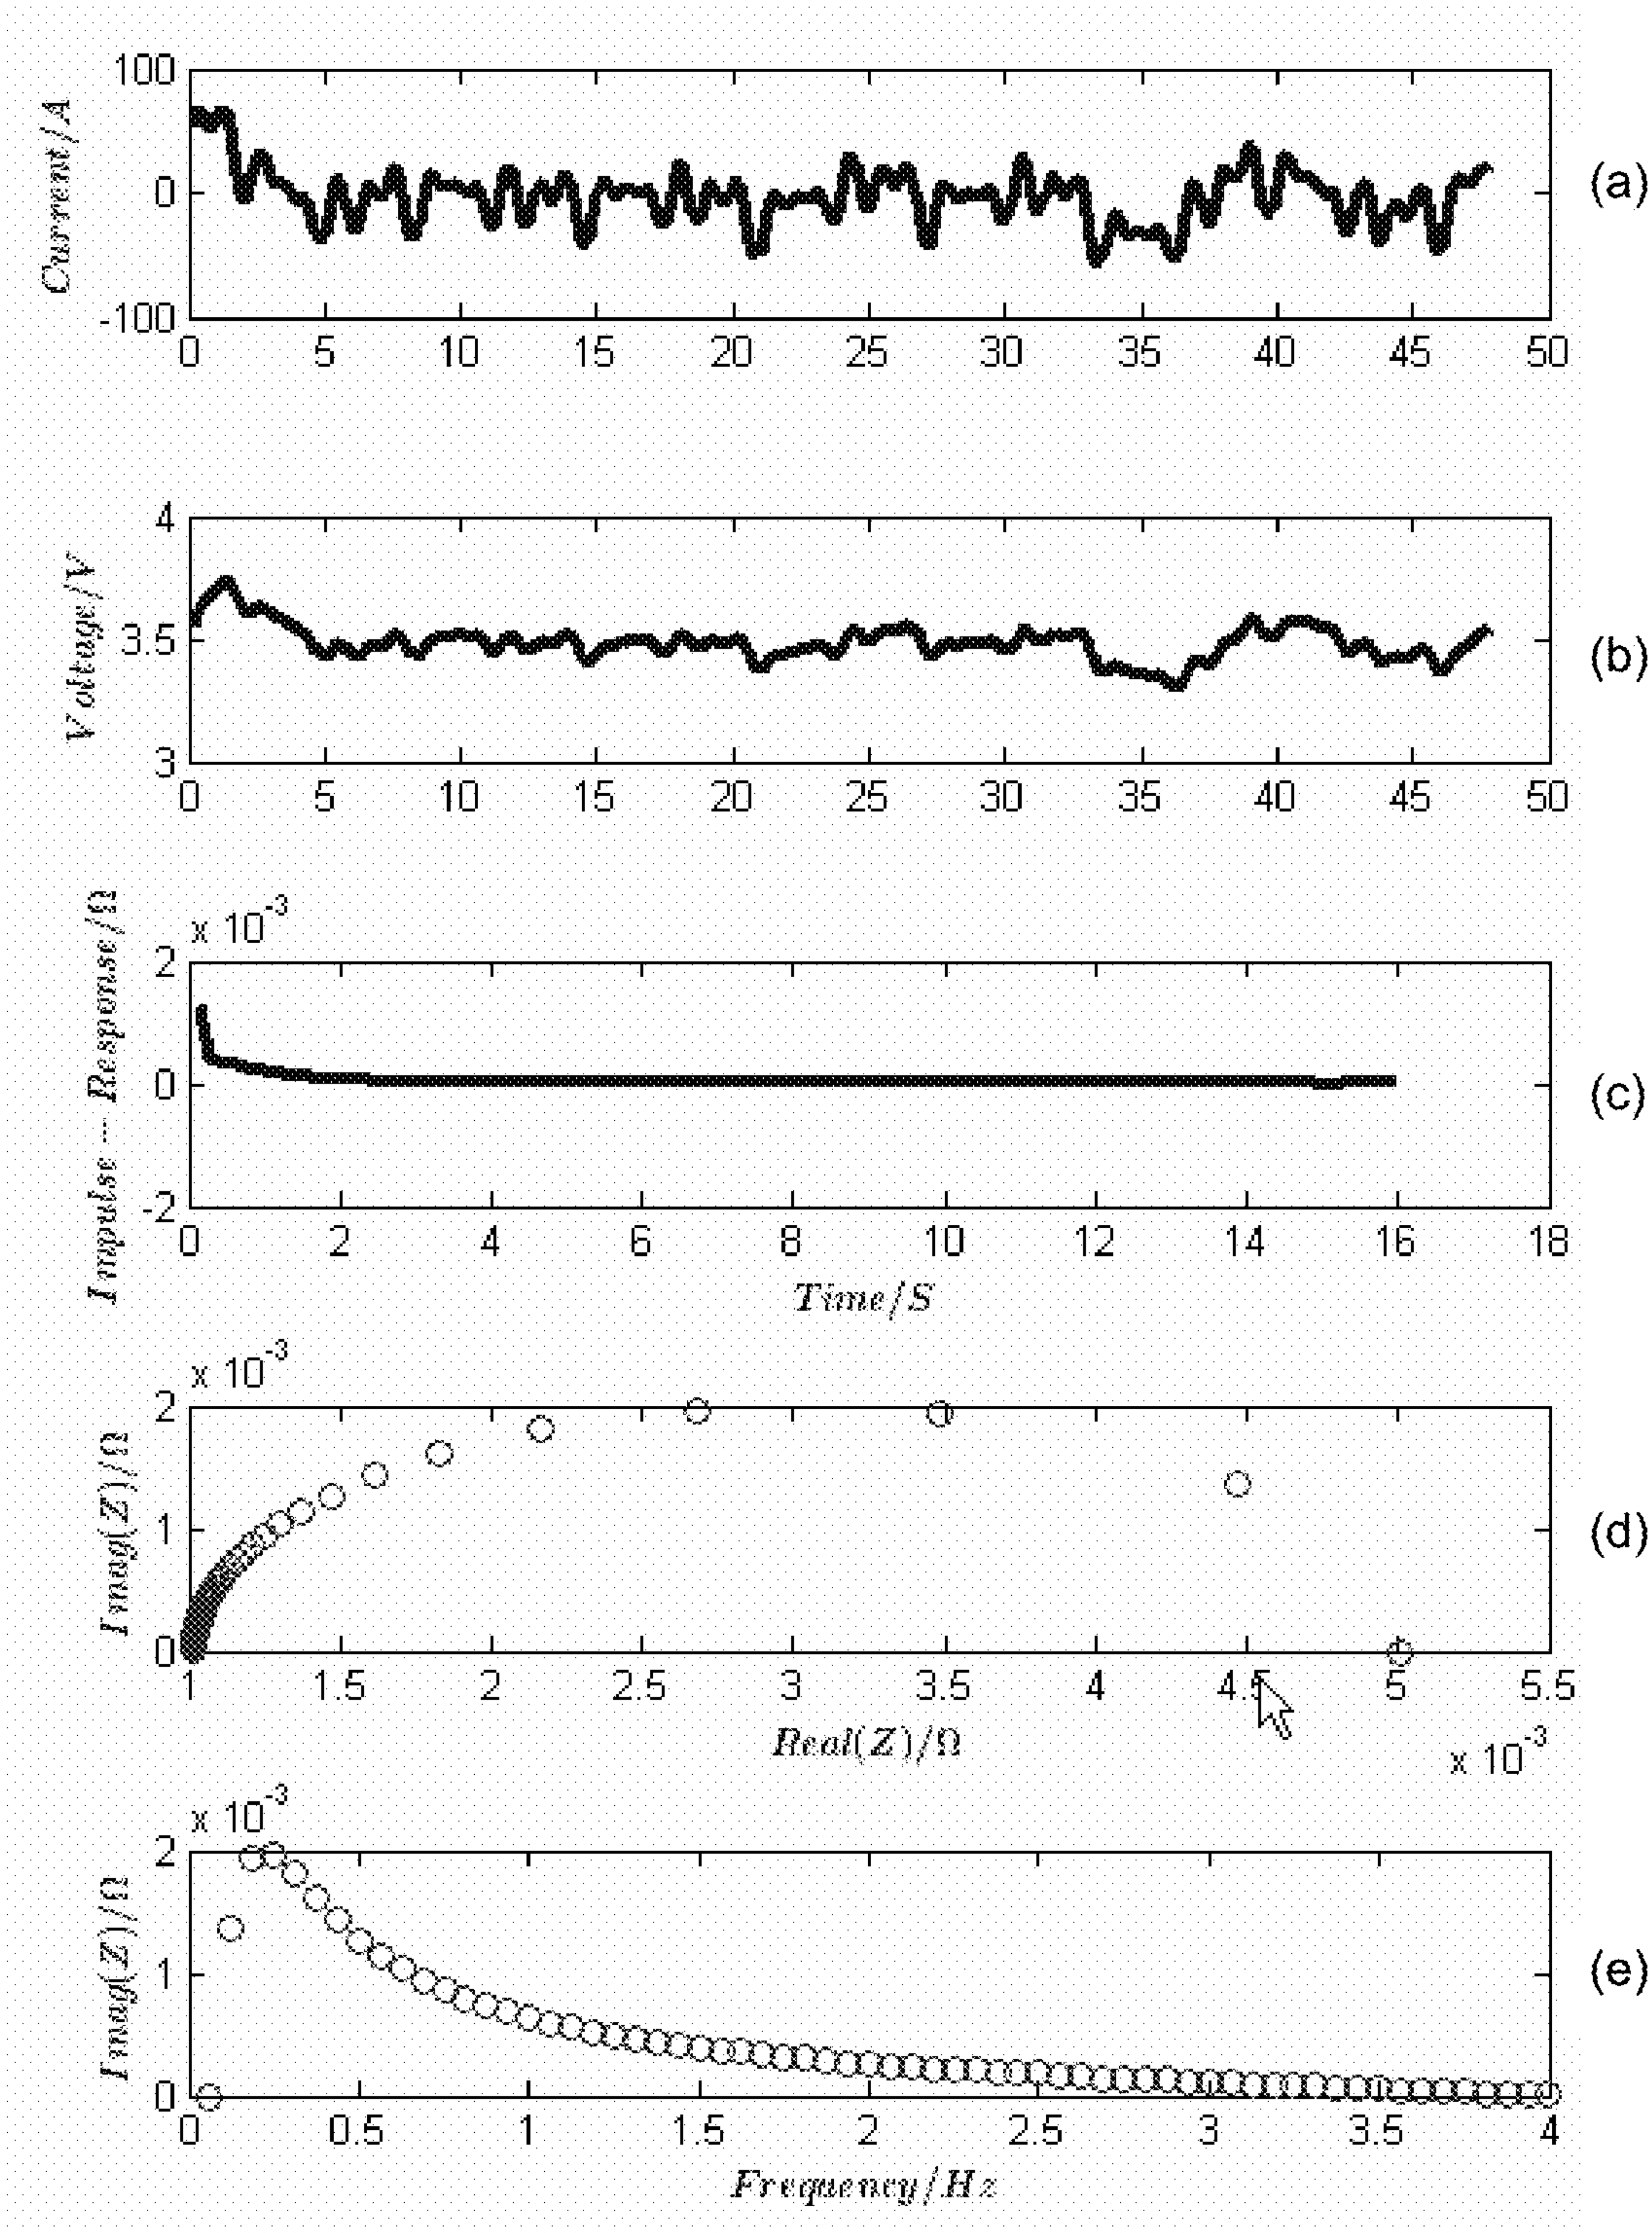 100
0
-100
Current/A
0 5 10 15 20 25 30 35 40 45 50
(a)
4
3.5
3
Voltage/V
0 5 10 15 20 25 30 35 40 45 50
(b)
x 10-3
2
0
-2
Impulse - Response/Ω
0 2 4 6 8 10 12 14 16 18
Time/S
(c)
x 10-3
2
1
0
Imag(Z)/Ω
1 1.5 2 2.5 3 3.5 4 4.5 5 5.5
Real(Z)/Ω
x 10-3
(d)
x 10-3
2
1
0
Imag(Z)/Ω
0 0.5 1 1.5 2 2.5 3 3.5 4
Frequency/Hz
(e)